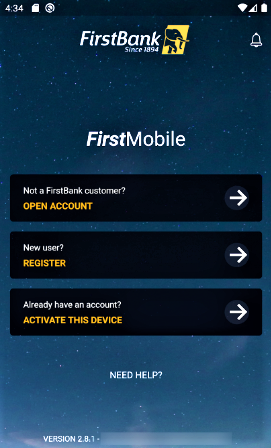 4:34
FirstBank
Since 1894
FirstMobile
Not a FirstBank customer?
OPEN ACCOUNT
New user?
REGISTER
Already have an account?
ACTIVATE THIS DEVICE
NEED HELP?
VERSION 2.8.1 -